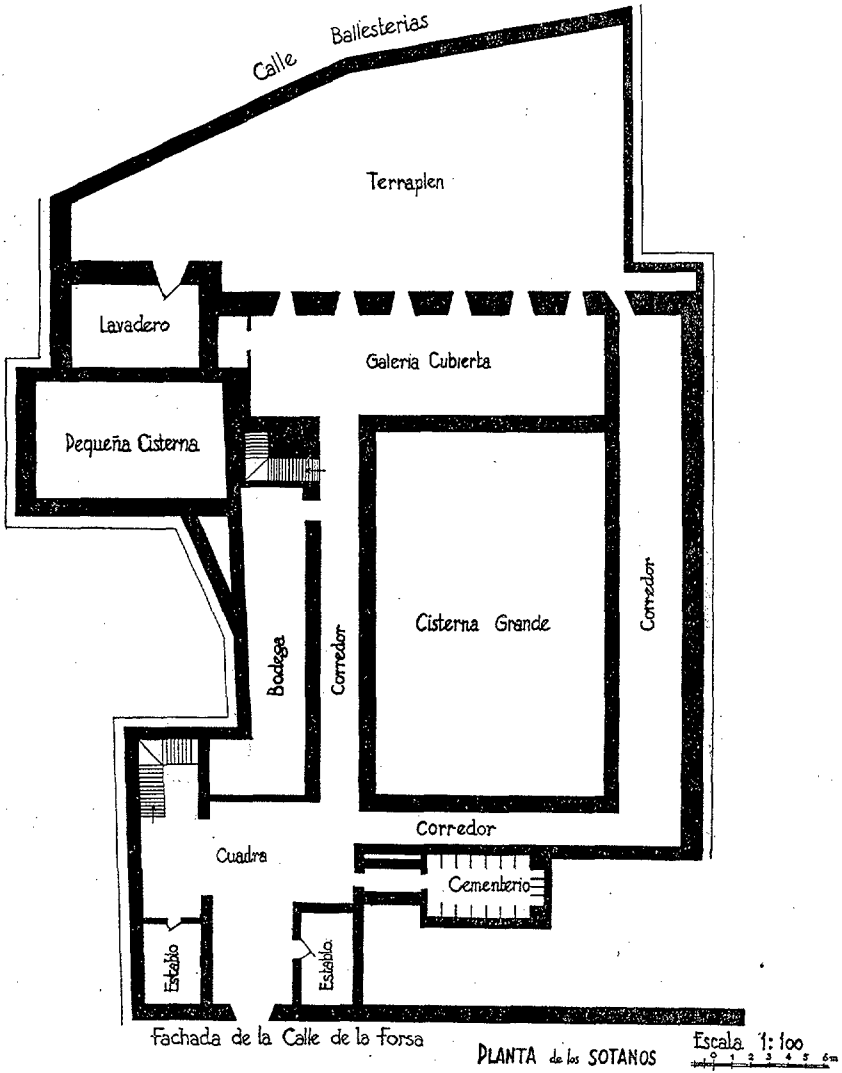 Calle Ballesterias
Terraplen
Lavadero
Galeria Cubierta
Pequeña Cisterna
Cisterna Grande
Corredor
Corredor
Bodega
Corredor
Cuadra
Cementerio
Establo
Establo
Fachada de la Calle de la Forsa
PLANTA de los SOTANOS
Escala 1:100
0 1 2 3 4 5 6m